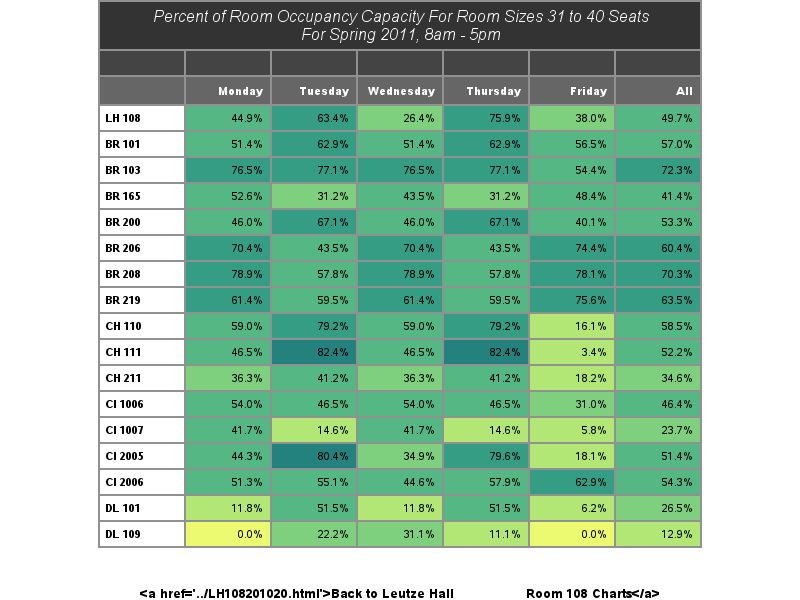 Percent of Room Occupancy Capacity For Room Sizes 31 to 40 Seats
For Spring 2011, 8am - 5pm
Monday Tuesday Wednesday Thursday Friday All
LH 108 44.9% 63.4% 26.4% 75.9% 38.0% 49.7%
BR 101 51.4% 62.9% 51.4% 62.9% 56.5% 57.0%
BR 103 76.5% 77.1% 76.5% 77.1% 54.4% 72.3%
BR 165 52.6% 31.2% 43.5% 31.2% 48.4% 41.4%
BR 200 46.0% 67.1% 46.0% 67.1% 40.1% 53.3%
BR 206 70.4% 43.5% 70.4% 43.5% 74.4% 60.4%
BR 208 78.9% 57.8% 78.9% 57.8% 78.1% 70.3%
BR 219 61.4% 59.5% 61.4% 59.5% 75.6% 63.5%
CH 110 59.0% 79.2% 59.0% 79.2% 16.1% 58.5%
CH 111 46.5% 82.4% 46.5% 82.4% 3.4% 52.2%
CH 211 36.3% 41.2% 36.3% 41.2% 18.2% 34.6%
CI 1006 54.0% 46.5% 54.0% 46.5% 31.0% 46.4%
CI 1007 41.7% 14.6% 41.7% 14.6% 5.8% 23.7%
CI 2005 44.3% 80.4% 34.9% 79.6% 18.1% 51.4%
CI 2006 51.3% 55.1% 44.6% 57.9% 62.9% 54.3%
DL 101 11.8% 51.5% 11.8% 51.5% 6.2% 26.5%
DL 109 0.0% 22.2% 31.1% 11.1% 0.0% 12.9%
<a href='../LH108201020.html'>Back to Leutze Hall Room 108 Charts</a>